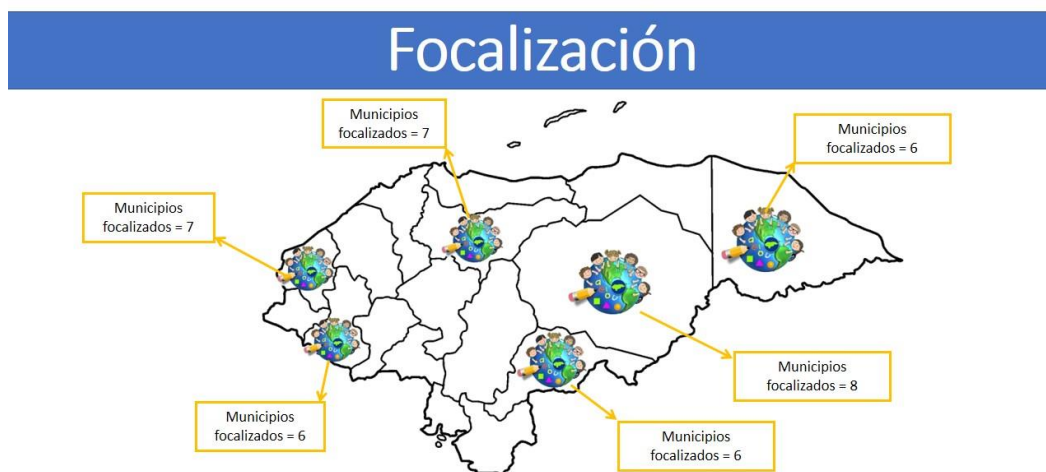 Focalización
Municipios
focalizados = 7
Municipios
focalizados = 6
Municipios
focalizados = 7
Municipios
focalizados = 8
Municipios
focalizados = 6
Municipios
focalizados = 6